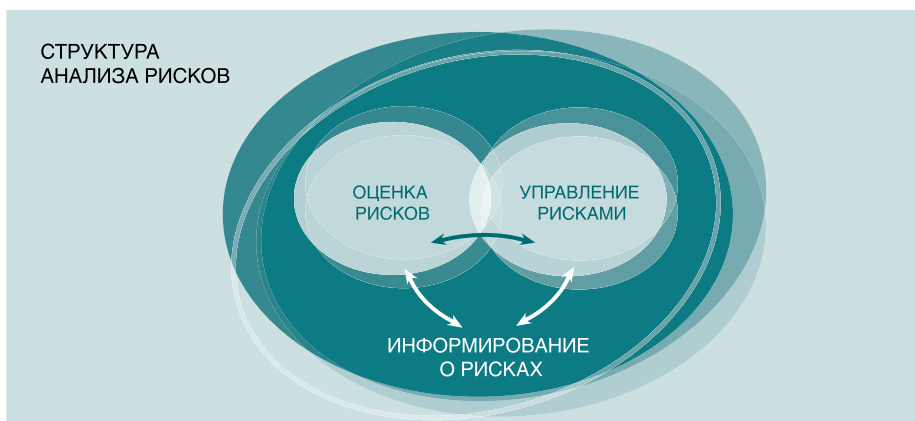 СТРУКТУРА
АНАЛИЗА РИСКОВ
ОЦЕНКА
РИСКОВ
УПРАВЛЕНИЕ
РИСКАМИ
ИНФОРМИРОВАНИЕ
О РИСКАХ